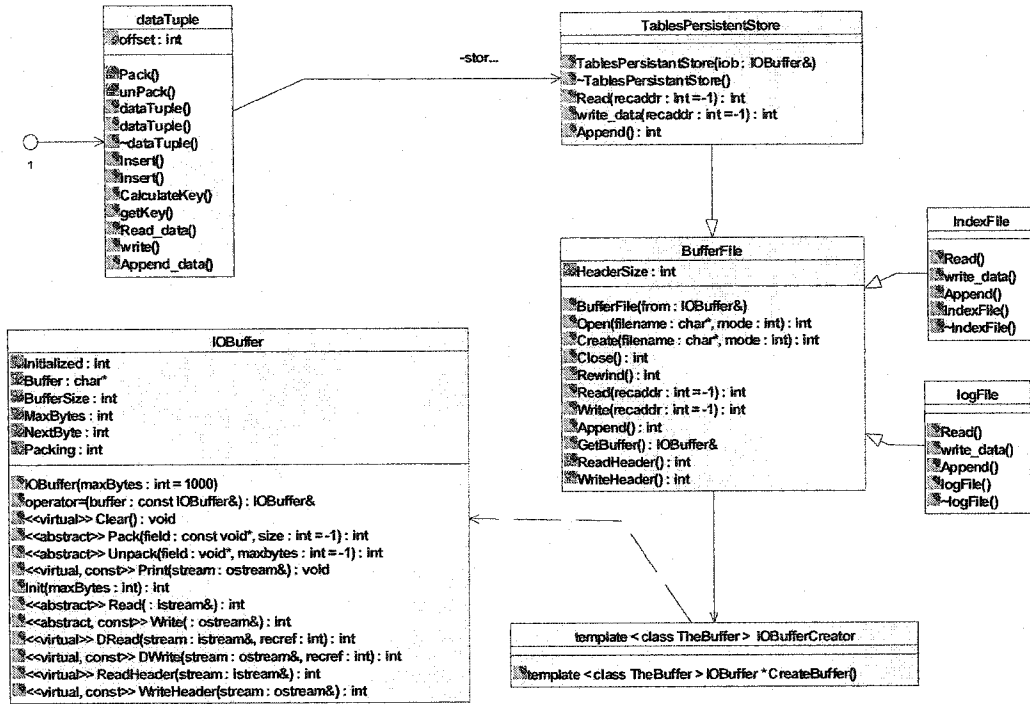 dataTuple
offset : int
Pack()
unPack()
dataTuple()
dataTuple()
~dataTuple()
Insert()
Insert()
CalculateKey()
getKey()
Read_data()
write()
Append_data()
1
-stor...
TablesPersistentStore
TablesPersistantStore(iob : IOBuffer&)
~TablesPersistantStore()
Read(recaddr : int = -1) : int
write_data(recaddr : int = -1) : int
Append() : int
BufferFile
HeaderSize : int
BufferFile(from : IOBuffer&)
Open(filename : char*, mode : int) : int
Create(filename : char*, mode : int) : int
Close() : int
Rewind() : int
Read(recaddr : int = -1) : int
Write(recaddr : int = -1) : int
Append() : int
GetBuffer() : IOBuffer&
ReadHeader() : int
WriteHeader() : int
IndexFile
Read()
write_data()
Append()
IndexFile()
~IndexFile()
logFile
Read()
write_data()
Append()
logFile()
~logFile()
IOBuffer
Initialized : int
Buffer : char*
BufferSize : int
MaxBytes : int
NextByte : int
Packing : int
IOBuffer(maxBytes : int = 1000)
operator=(buffer : const IOBuffer&) : IOBuffer&
<<virtual>> Clear() : void
<<abstract>> Pack(field : const void*, size : int = -1) : int
<<abstract>> Unpack(field : void*, maxbytes : int = -1) : int
<<virtual, const>> Print(stream : ostream&) : void
Init(maxBytes : int) : int
<<abstract>> Read( : istream&) : int
<<abstract, const>> Write( : ostream&) : int
<<virtual>> DRead(stream : istream&, recref : int) : int
<<virtual, const>> DWrite(stream : ostream&, recref : int) : int
<<virtual>> ReadHeader(stream : istream&) : int
<<virtual, const>> WriteHeader(stream : ostream&) : int
template < class TheBuffer > IOBufferCreator
template < class TheBuffer > IOBuffer *CreateBuffer()